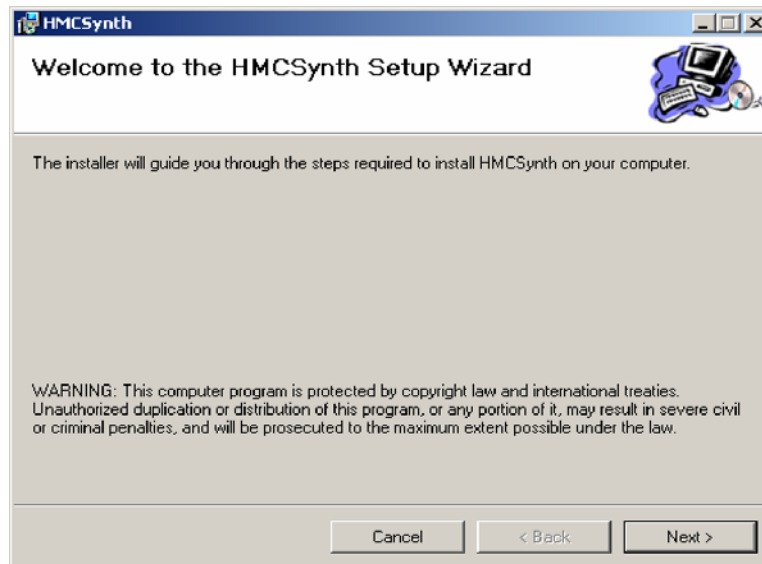 HMCSynth
Welcome to the HMCSynth Setup Wizard
The installer will guide you through the steps required to install HMCSynth on your computer.
WARNING: This computer program is protected by copyright law and international treaties.
Unauthorized duplication or distribution of this program, or any portion of it, may result in severe civil
or criminal penalties, and will be prosecuted to the maximum extent possible under the law.
Cancel
< Back
Next >